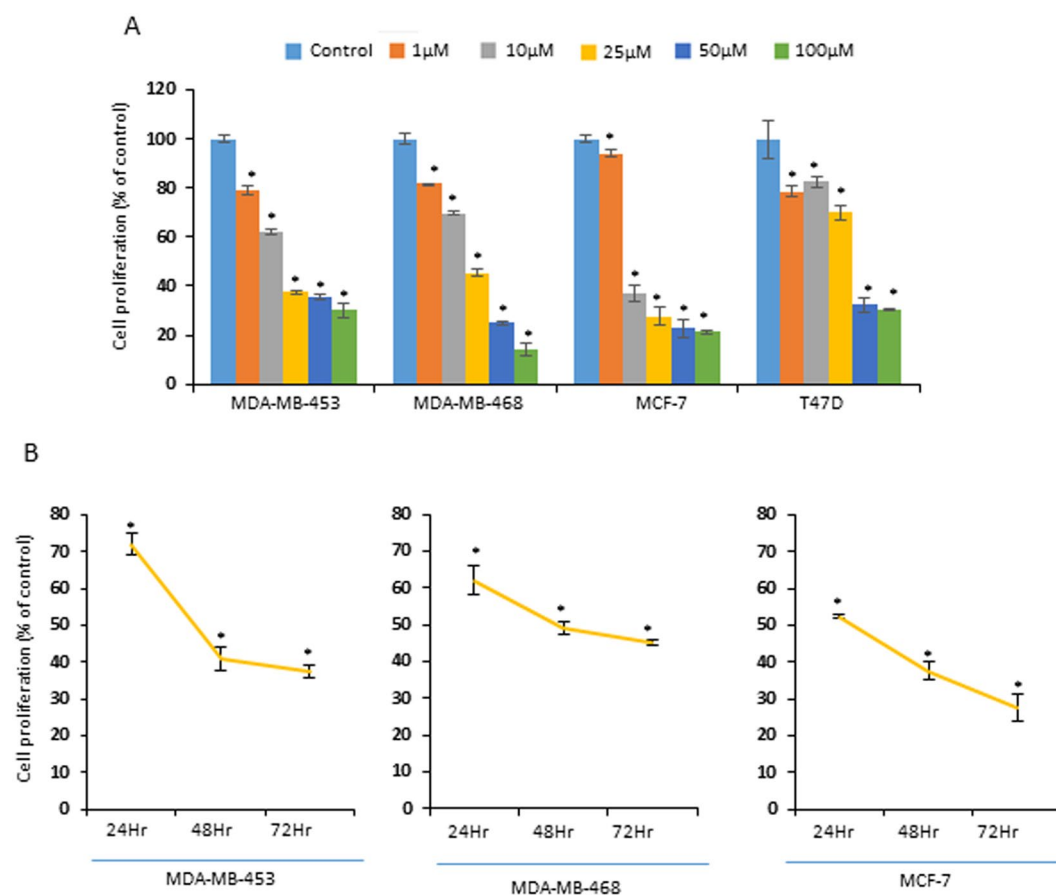 A
Control 1μM 10μM 25μM 50μM 100μM
Cell proliferation (% of control)
120
100
80
60
40
20
0
* * * * *
* * * * *
* * * * *
* * * * *
MDA-MB-453 MDA-MB-468 MCF-7 T47D
B
Cell proliferation (% of control)
80
70
60
50
40
30
20
10
0
* * *
24Hr 48Hr 72Hr
MDA-MB-453
80
70
60
50
40
30
20
10
0
* * *
24Hr 48Hr 72Hr
MDA-MB-468
80
70
60
50
40
30
20
10
0
* * *
24Hr 48Hr 72Hr
MCF-7